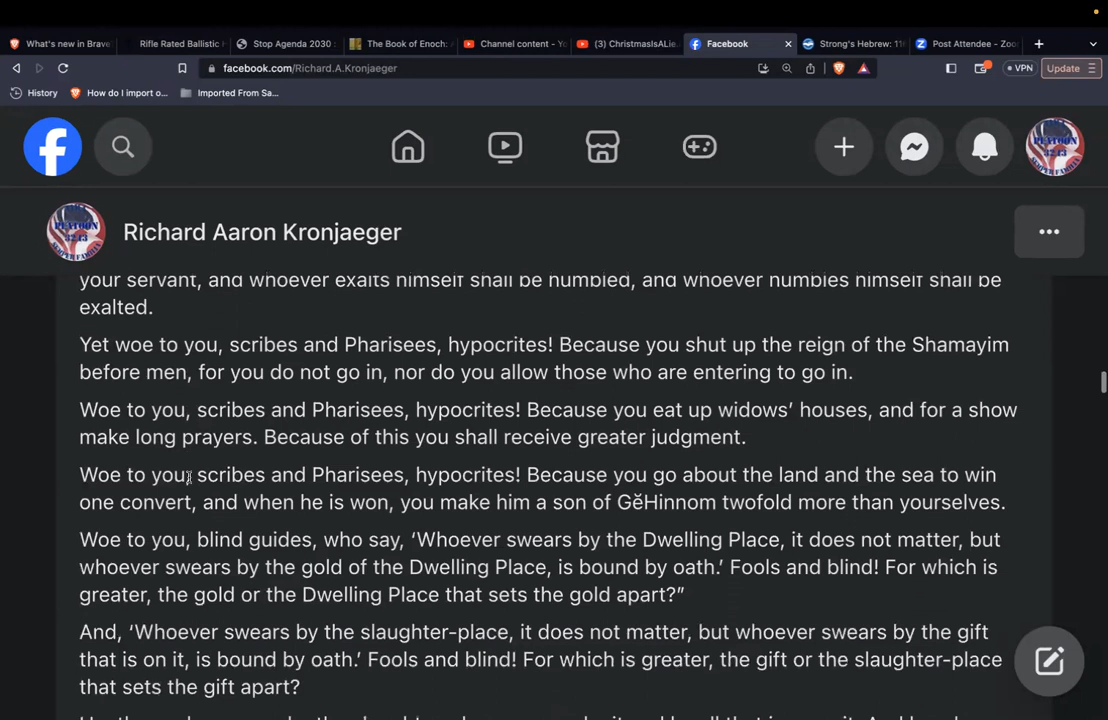 What's new in Brave
Rifle Rated Ballistic
Stop Agenda 2030
The Book of Enoch:
Channel content - Yo
(3) ChristmasIsALie
Facebook
Strong's Hebrew: 11
Post Attendee - Zoo
facebook.com/Richard.A.Kronjaeger
VPN
Update
History
How do I import o...
Imported From Sa...
Richard Aaron Kronjaeger
your servant, and whoever exalts himself shall be humbled, and whoever humbles himself shall be
exalted.
Yet woe to you, scribes and Pharisees, hypocrites! Because you shut up the reign of the Shamayim
before men, for you do not go in, nor do you allow those who are entering to go in.
Woe to you, scribes and Pharisees, hypocrites! Because you eat up widows’ houses, and for a show
make long prayers. Because of this you shall receive greater judgment.
Woe to you, scribes and Pharisees, hypocrites! Because you go about the land and the sea to win
one convert, and when he is won, you make him a son of GĕHinnom twofold more than yourselves.
Woe to you, blind guides, who say, ‘Whoever swears by the Dwelling Place, it does not matter, but
whoever swears by the gold of the Dwelling Place, is bound by oath.’ Fools and blind! For which is
greater, the gold or the Dwelling Place that sets the gold apart?”
And, ‘Whoever swears by the slaughter-place, it does not matter, but whoever swears by the gift
that is on it, is bound by oath.’ Fools and blind! For which is greater, the gift or the slaughter-place
that sets the gift apart?